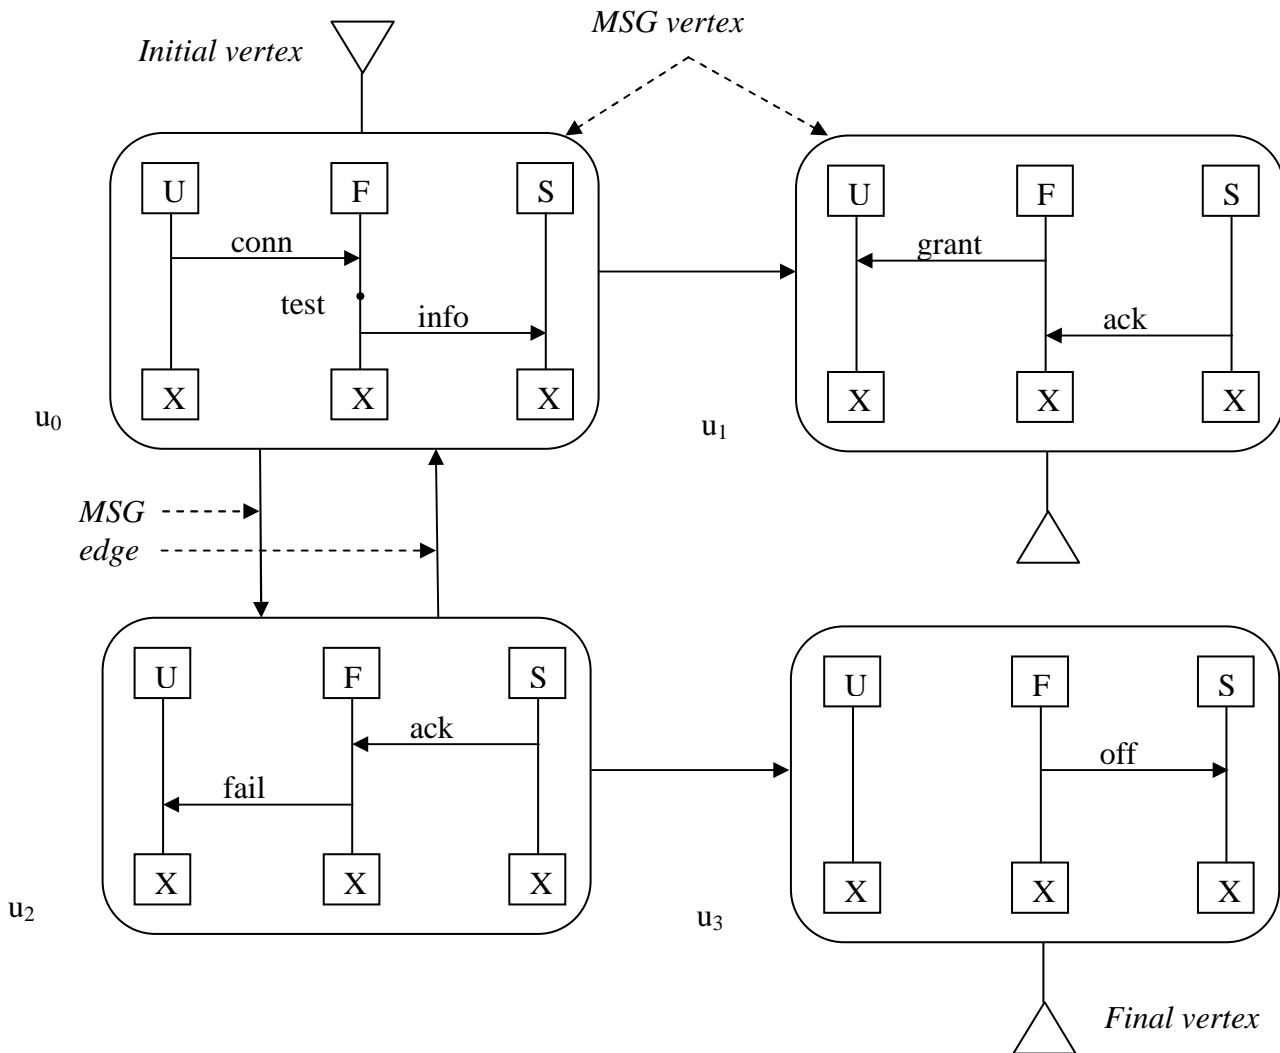 Initial vertex
MSG vertex
U F S
conn
test
info
X X X
u₀
U F S
grant
ack
X X X
u₁
MSG
edge
U F S
ack
fail
X X X
u₂
U F S
off
X X X
u₃
Final vertex